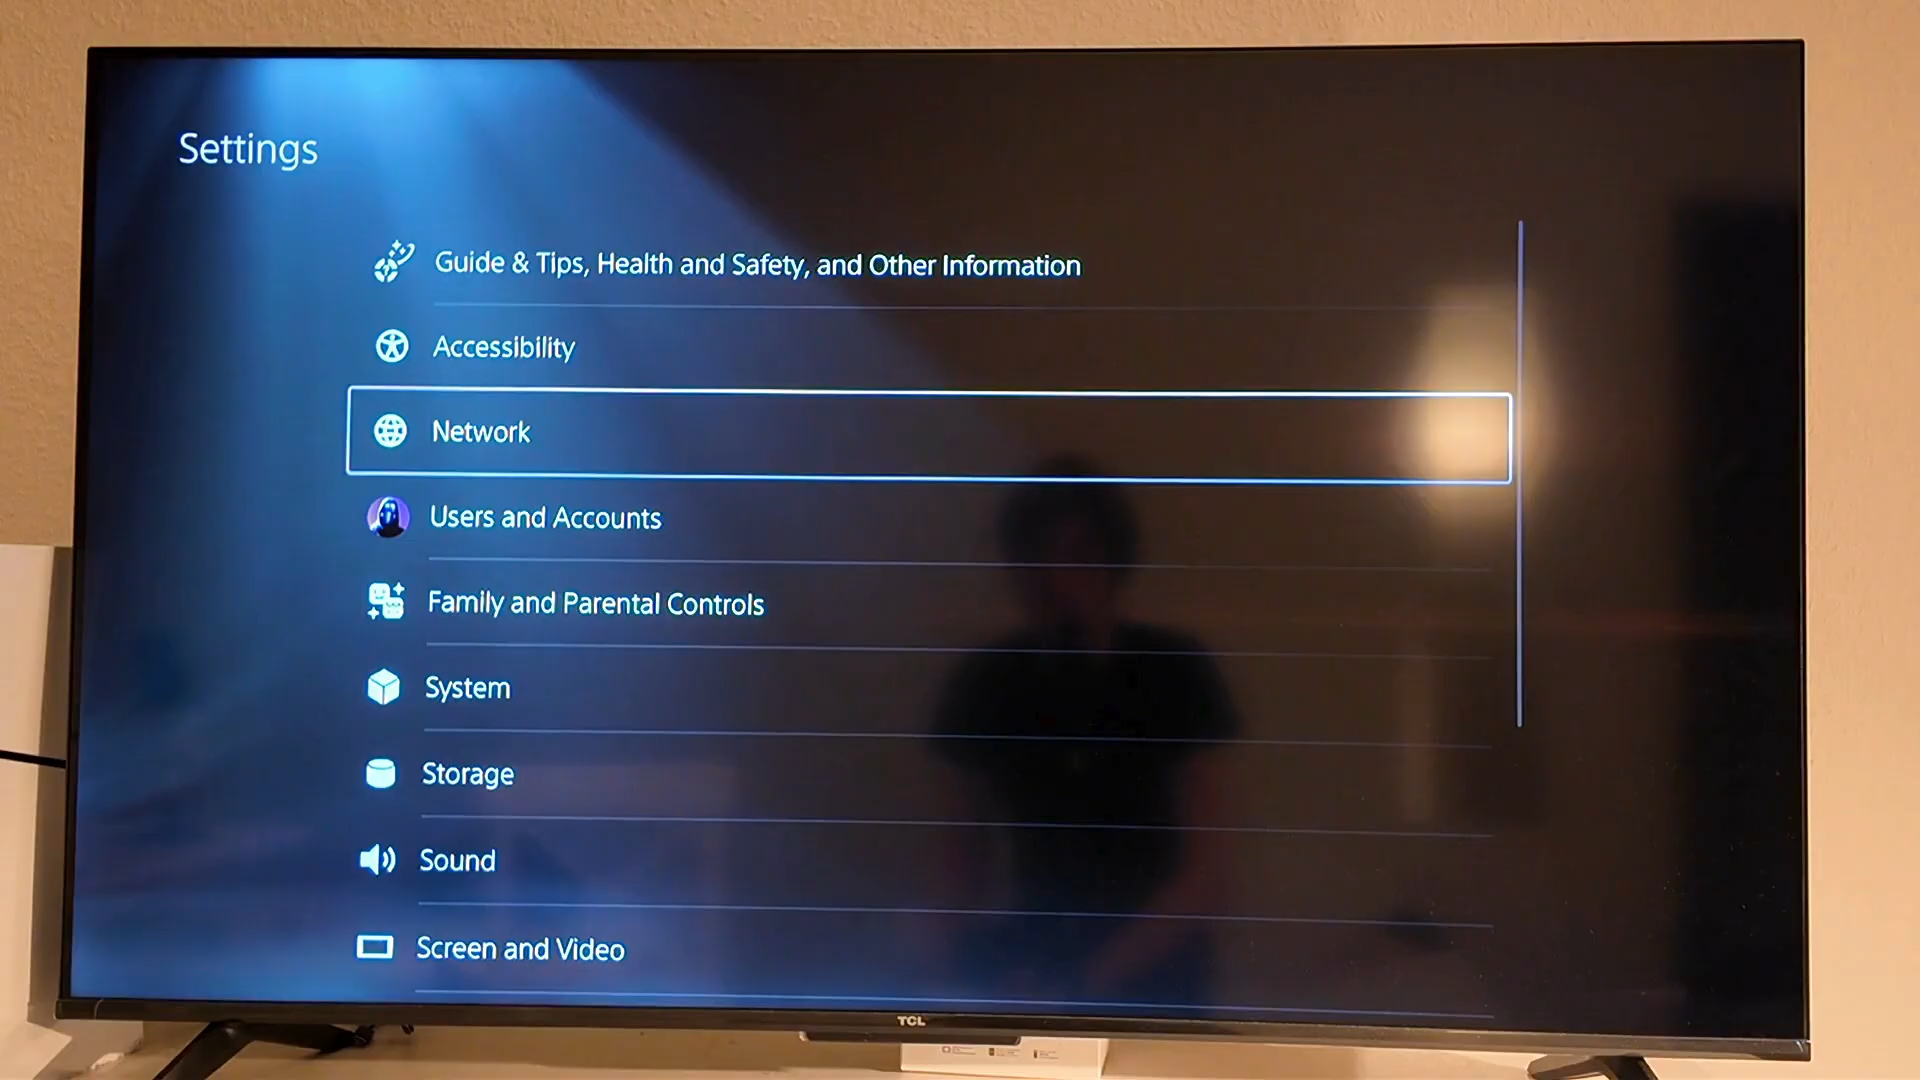 Settings
Guide & Tips, Health and Safety, and Other Information
Accessibility
Network
Users and Accounts
Family and Parental Controls
System
Storage
Sound
Screen and Video
TCL